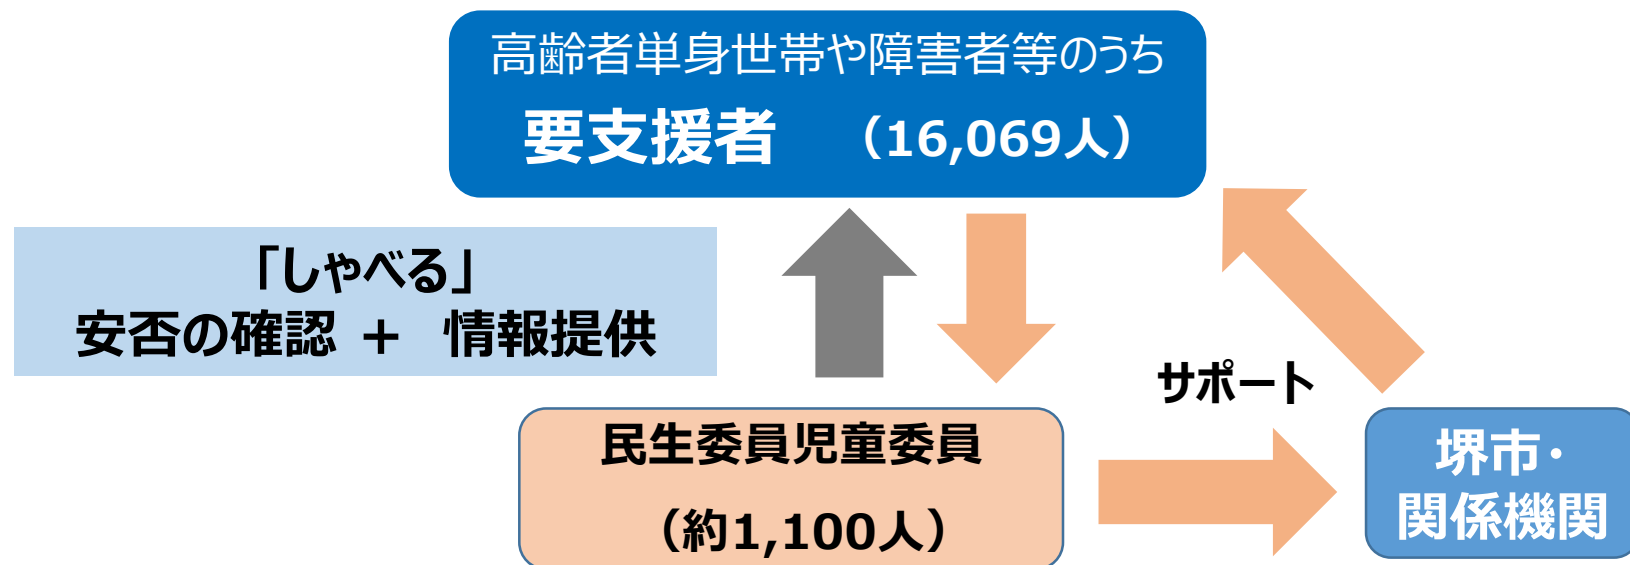 高齢者単身世帯や障害者等のうち
要支援者　（16,069人）
「しゃべる」
安否の確認 ＋ 情報提供
サポート
民生委員児童委員
（約1,100人）
堺市・
関係機関